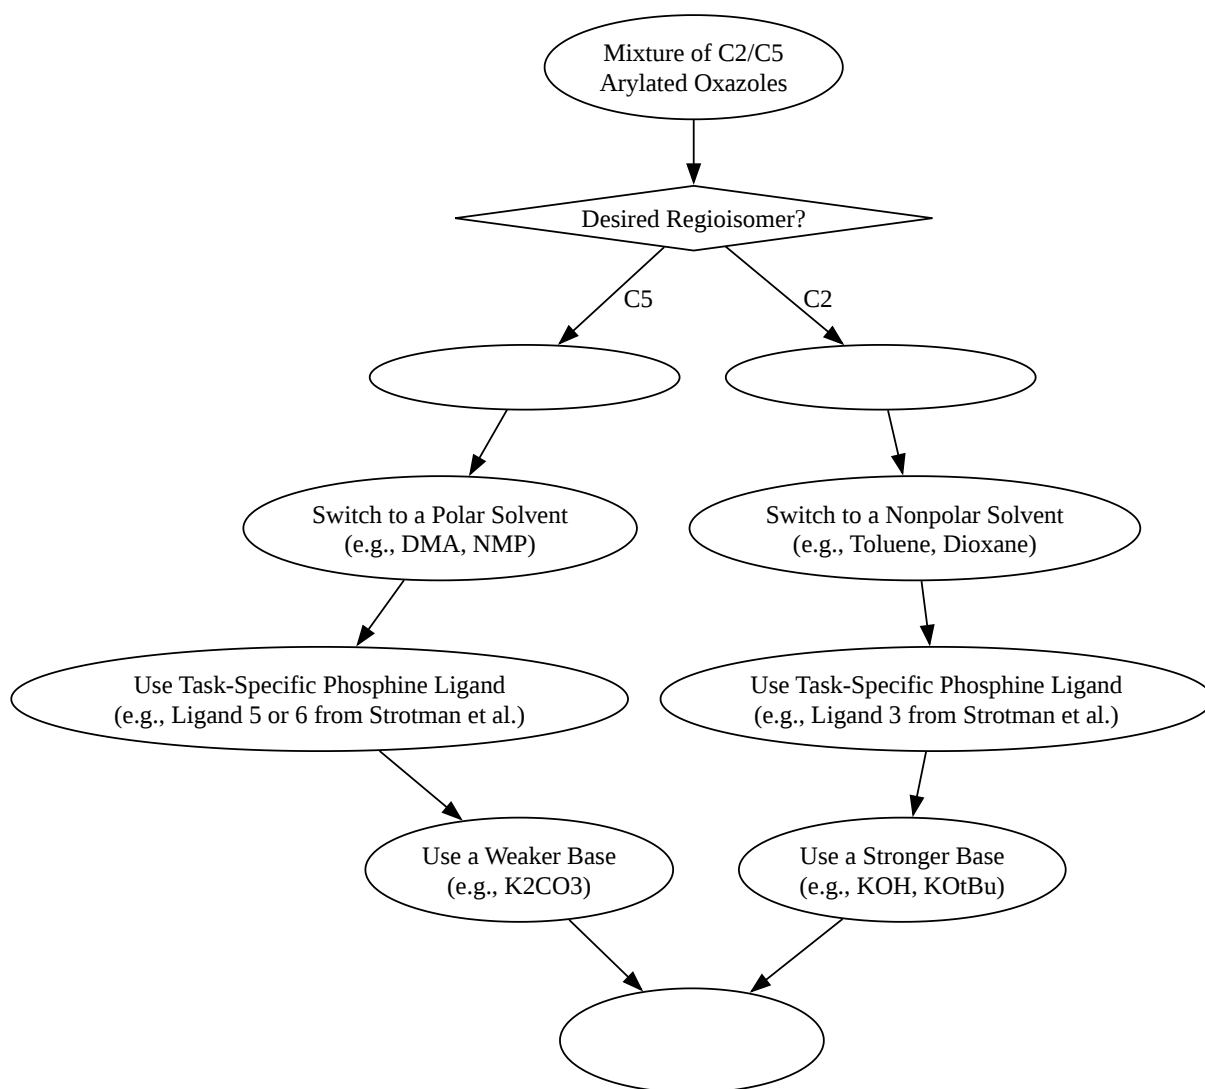 Mixture of C2/C5
Arylated Oxazoles
Desired Regioisomer?
C5
C2
Switch to a Polar Solvent
(e.g., DMA, NMP)
Switch to a Nonpolar Solvent
(e.g., Toluene, Dioxane)
Use Task-Specific Phosphine Ligand
(e.g., Ligand 5 or 6 from Strotman et al.)
Use Task-Specific Phosphine Ligand
(e.g., Ligand 3 from Strotman et al.)
Use a Weaker Base
(e.g., K2CO3)
Use a Stronger Base
(e.g., KOH, KOtBu)